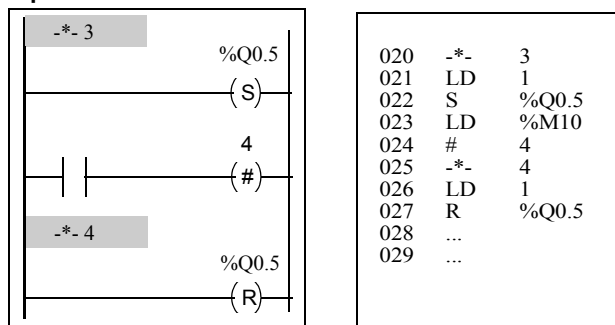 -*- 3
%Q0.5
S
4
#
-*- 4
%Q0.5
R
020 -*- 3
021 LD 1
022 S %Q0.5
023 LD %M10
024 # 4
025 -*- 4
026 LD 1
027 R %Q0.5
028 ...
029 ...